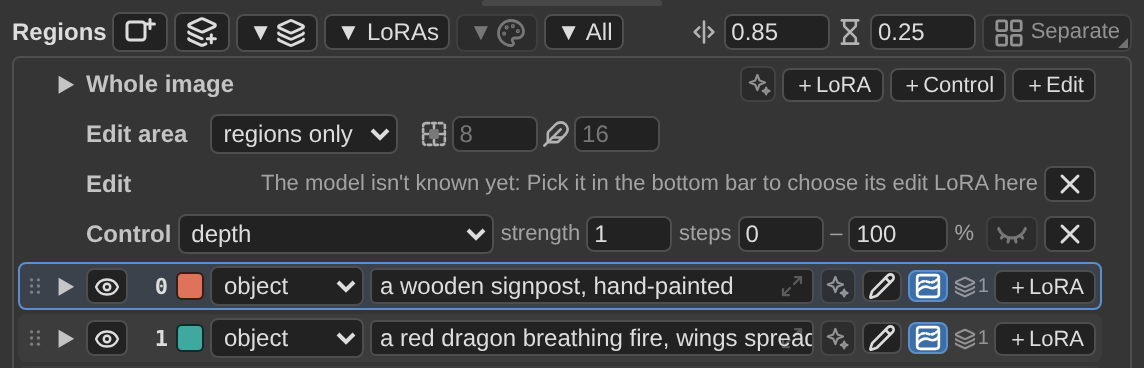 Regions ▼ ▼ LoRAs ▼ ▼ All 0.85 0.25 Separate
▶ Whole image +LoRA +Control +Edit
Edit area regions only 8 16
Edit The model isn't known yet: Pick it in the bottom bar to choose its edit LoRA here
Control depth strength 1 steps 0 – 100 %
0 object a wooden signpost, hand-painted 1 +LoRA
1 object a red dragon breathing fire, wings spread 1 +LoRA